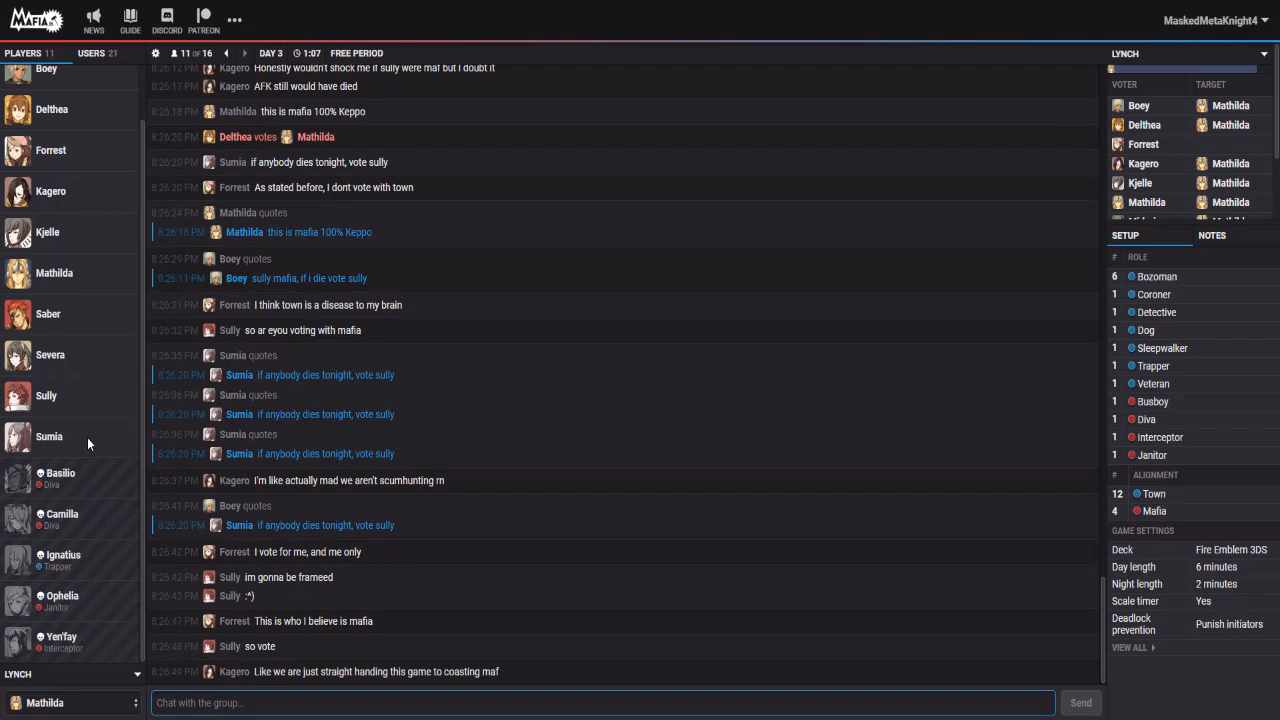 MAFIA.GG
NEWS
GUIDE
DISCORD
PATREON
MaskedMetaKnight4
PLAYERS 11
USERS 21
11 OF 16
DAY 3
1:07
FREE PERIOD
LYNCH
Boey
Delthea
Forrest
Kagero
Kjelle
Mathilda
Saber
Severa
Sully
Sumia
Basilio
Diva
Camilla
Diva
Ignatius
Trapper
Ophelia
Janitor
Yen'fay
Interceptor
LYNCH
Mathilda
8:26:12 PM Kagero Honestly wouldn't shock me if sully were maf but I doubt it
8:26:17 PM Kagero AFK still would have died
8:26:18 PM Mathilda this is mafia 100% Keppo
8:26:20 PM Delthea votes Mathilda
8:26:20 PM Sumia if anybody dies tonight, vote sully
8:26:20 PM Forrest As stated before, I dont vote with town
8:26:24 PM Mathilda quotes
8:26:18 PM Mathilda this is mafia 100% Keppo
8:26:29 PM Boey quotes
8:26:11 PM Boey sully mafia, if i die vote sully
8:26:31 PM Forrest I think town is a disease to my brain
8:26:32 PM Sully so ar eyou voting with mafia
8:26:35 PM Sumia quotes
8:26:20 PM Sumia if anybody dies tonight, vote sully
8:26:36 PM Sumia quotes
8:26:20 PM Sumia if anybody dies tonight, vote sully
8:26:36 PM Sumia quotes
8:26:20 PM Sumia if anybody dies tonight, vote sully
8:26:37 PM Kagero I'm like actually mad we aren't scumhunting rn
8:26:41 PM Boey quotes
8:26:20 PM Sumia if anybody dies tonight, vote sully
8:26:42 PM Forrest I vote for me, and me only
8:26:42 PM Sully im gonna be frameed
8:26:43 PM Sully :^)
8:26:47 PM Forrest This is who I believe is mafia
8:26:48 PM Sully so vote
8:26:49 PM Kagero Like we are just straight handing this game to coasting maf
Chat with the group...
Send
VOTER TARGET
Boey Mathilda
Delthea Mathilda
Forrest
Kagero Mathilda
Kjelle Mathilda
Mathilda Mathilda
SETUP NOTES
# ROLE
6 Bozoman
1 Coroner
1 Detective
1 Dog
1 Sleepwalker
1 Trapper
1 Veteran
1 Busboy
1 Diva
1 Interceptor
1 Janitor
# ALIGNMENT
12 Town
4 Mafia
GAME SETTINGS
Deck Fire Emblem 3DS
Day length 6 minutes
Night length 2 minutes
Scale timer Yes
Deadlock prevention Punish initiators
VIEW ALL